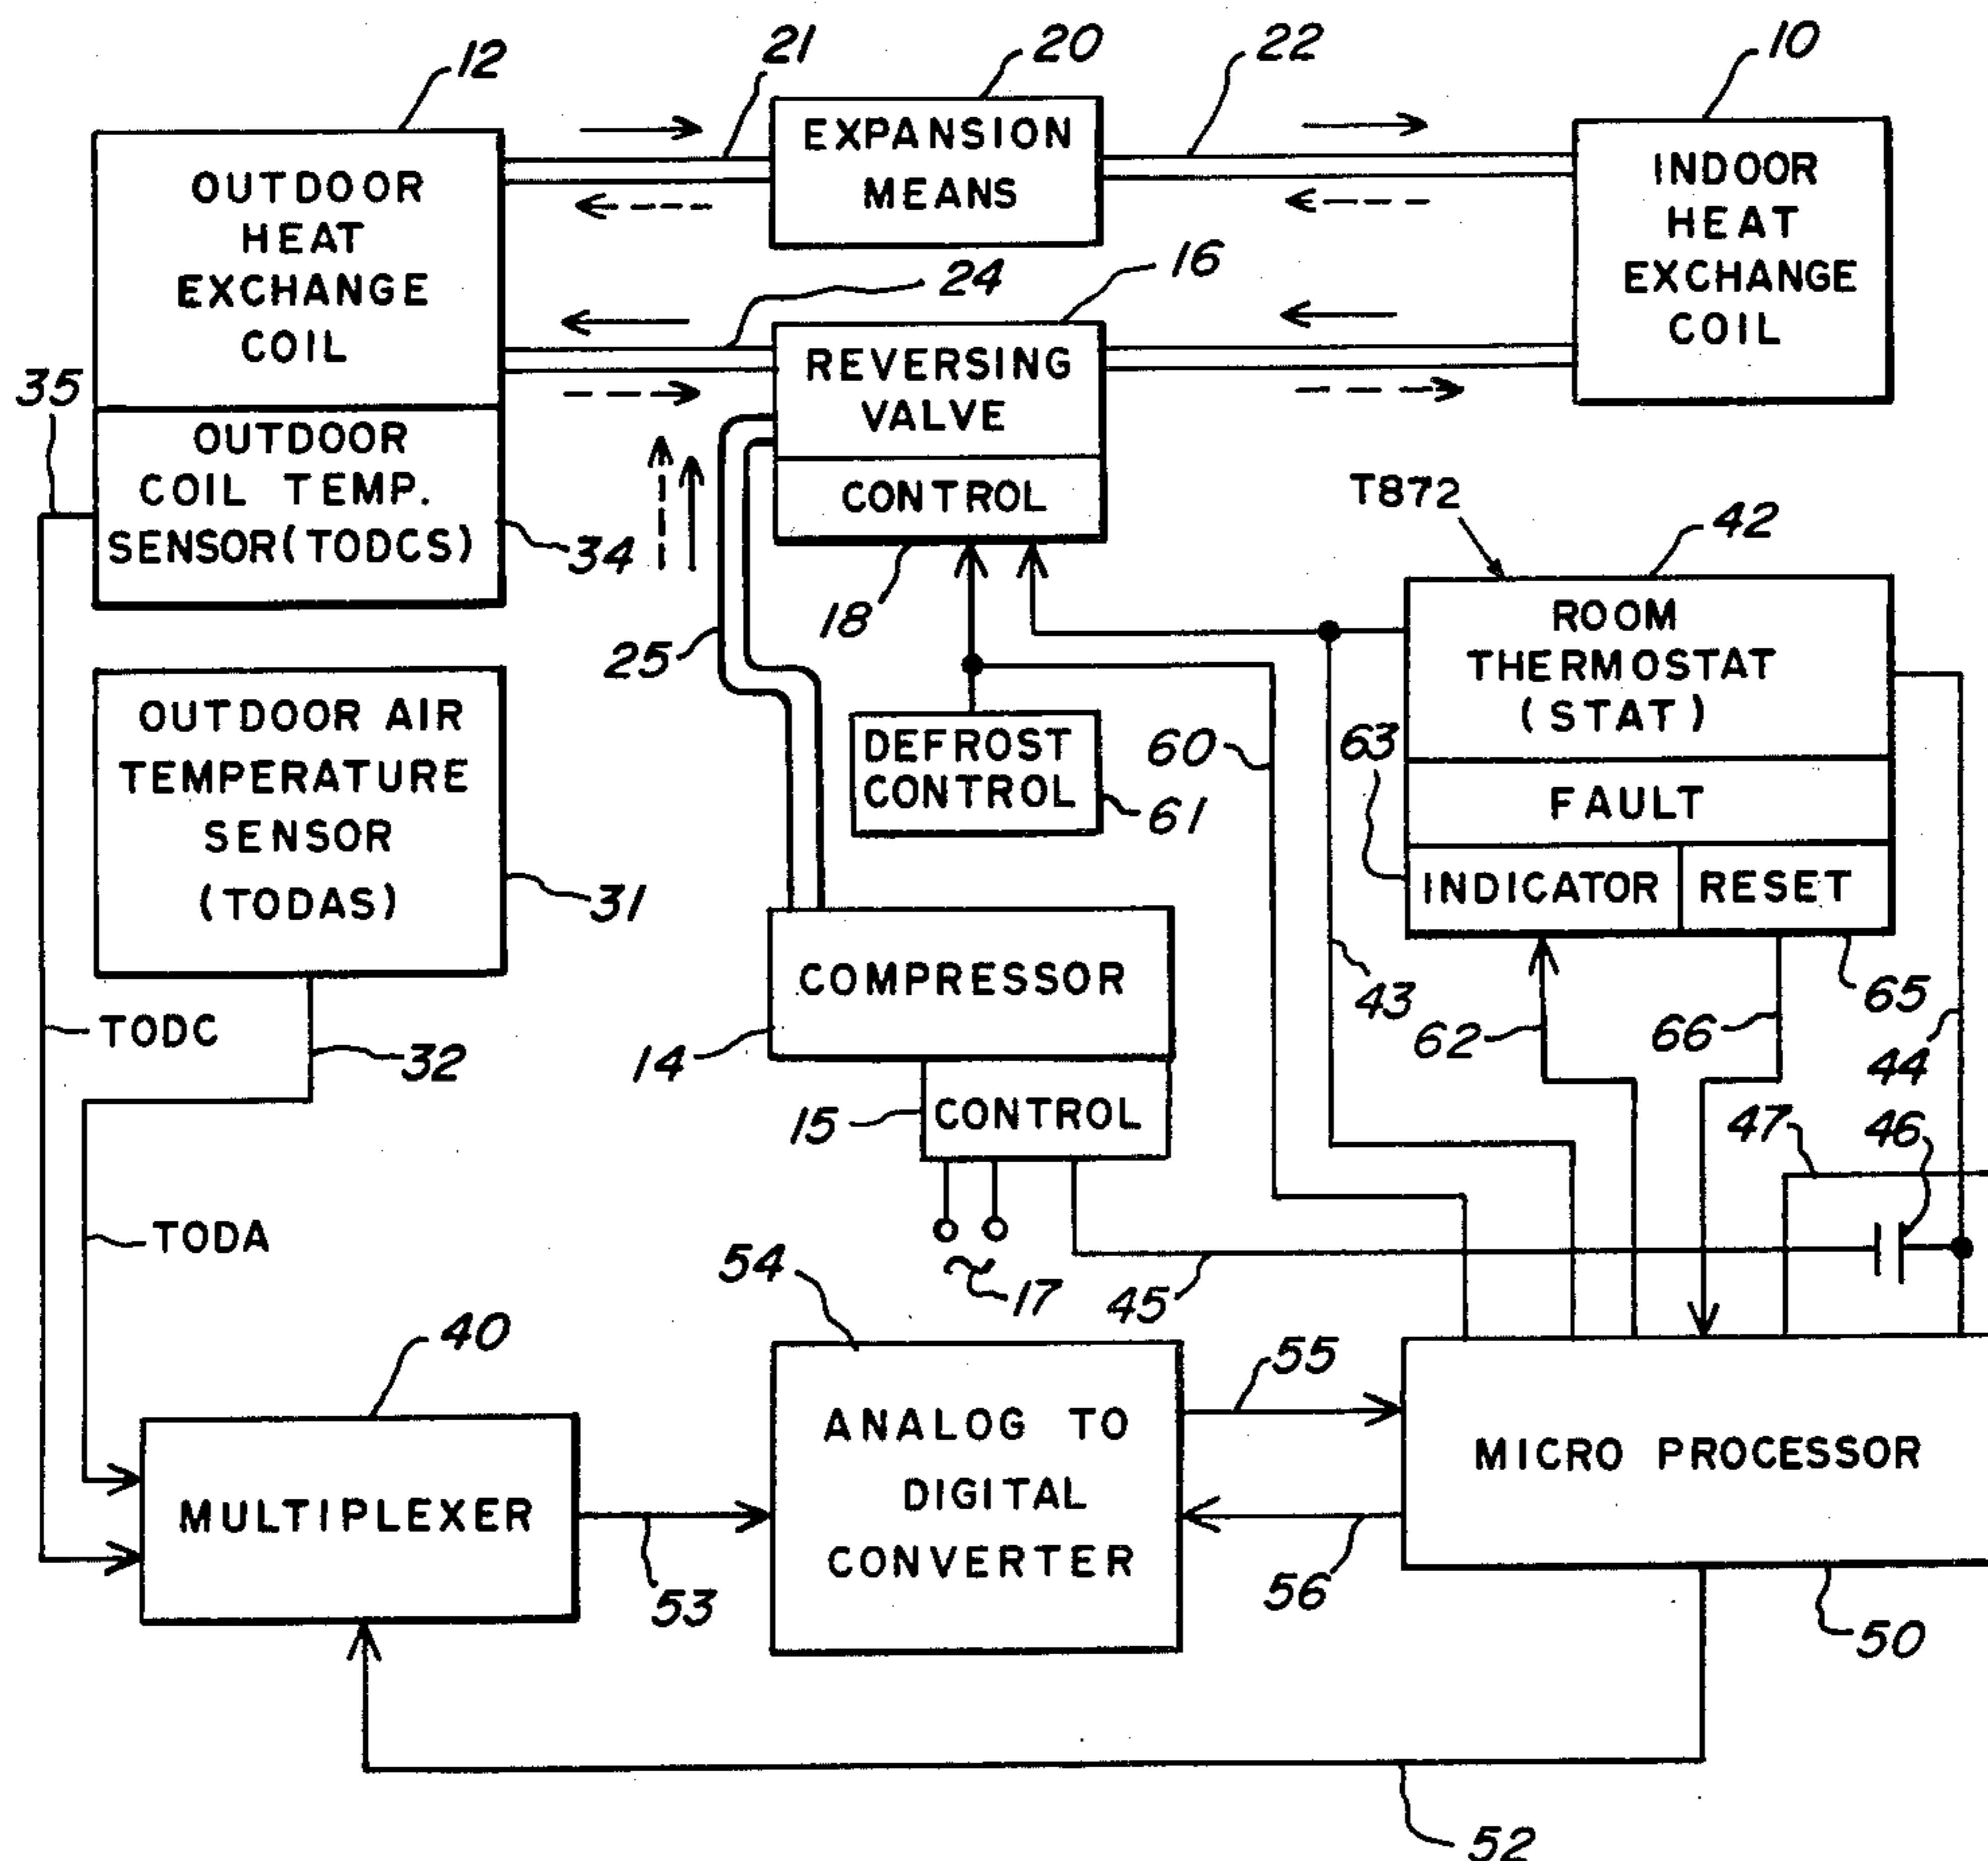 12
21
20
22
10
OUTDOOR
HEAT
EXCHANGE
COIL
EXPANSION
MEANS
INDOOR
HEAT
EXCHANGE
COIL
24
16
REVERSING
VALVE
CONTROL
35
OUTDOOR
COIL TEMP.
SENSOR(TODCS)
34
18
25
T872
42
ROOM
THERMOSTAT
(STAT)
FAULT
INDICATOR
RESET
63
65
OUTDOOR AIR
TEMPERATURE
SENSOR
(TODAS)
31
DEFROST
CONTROL
61
60
43
62
66
44
TODC
32
COMPRESSOR
14
15
CONTROL
47
46
TODA
17
45
54
40
MULTIPLEXER
53
ANALOG TO
DIGITAL
CONVERTER
55
56
MICRO PROCESSOR
50
52